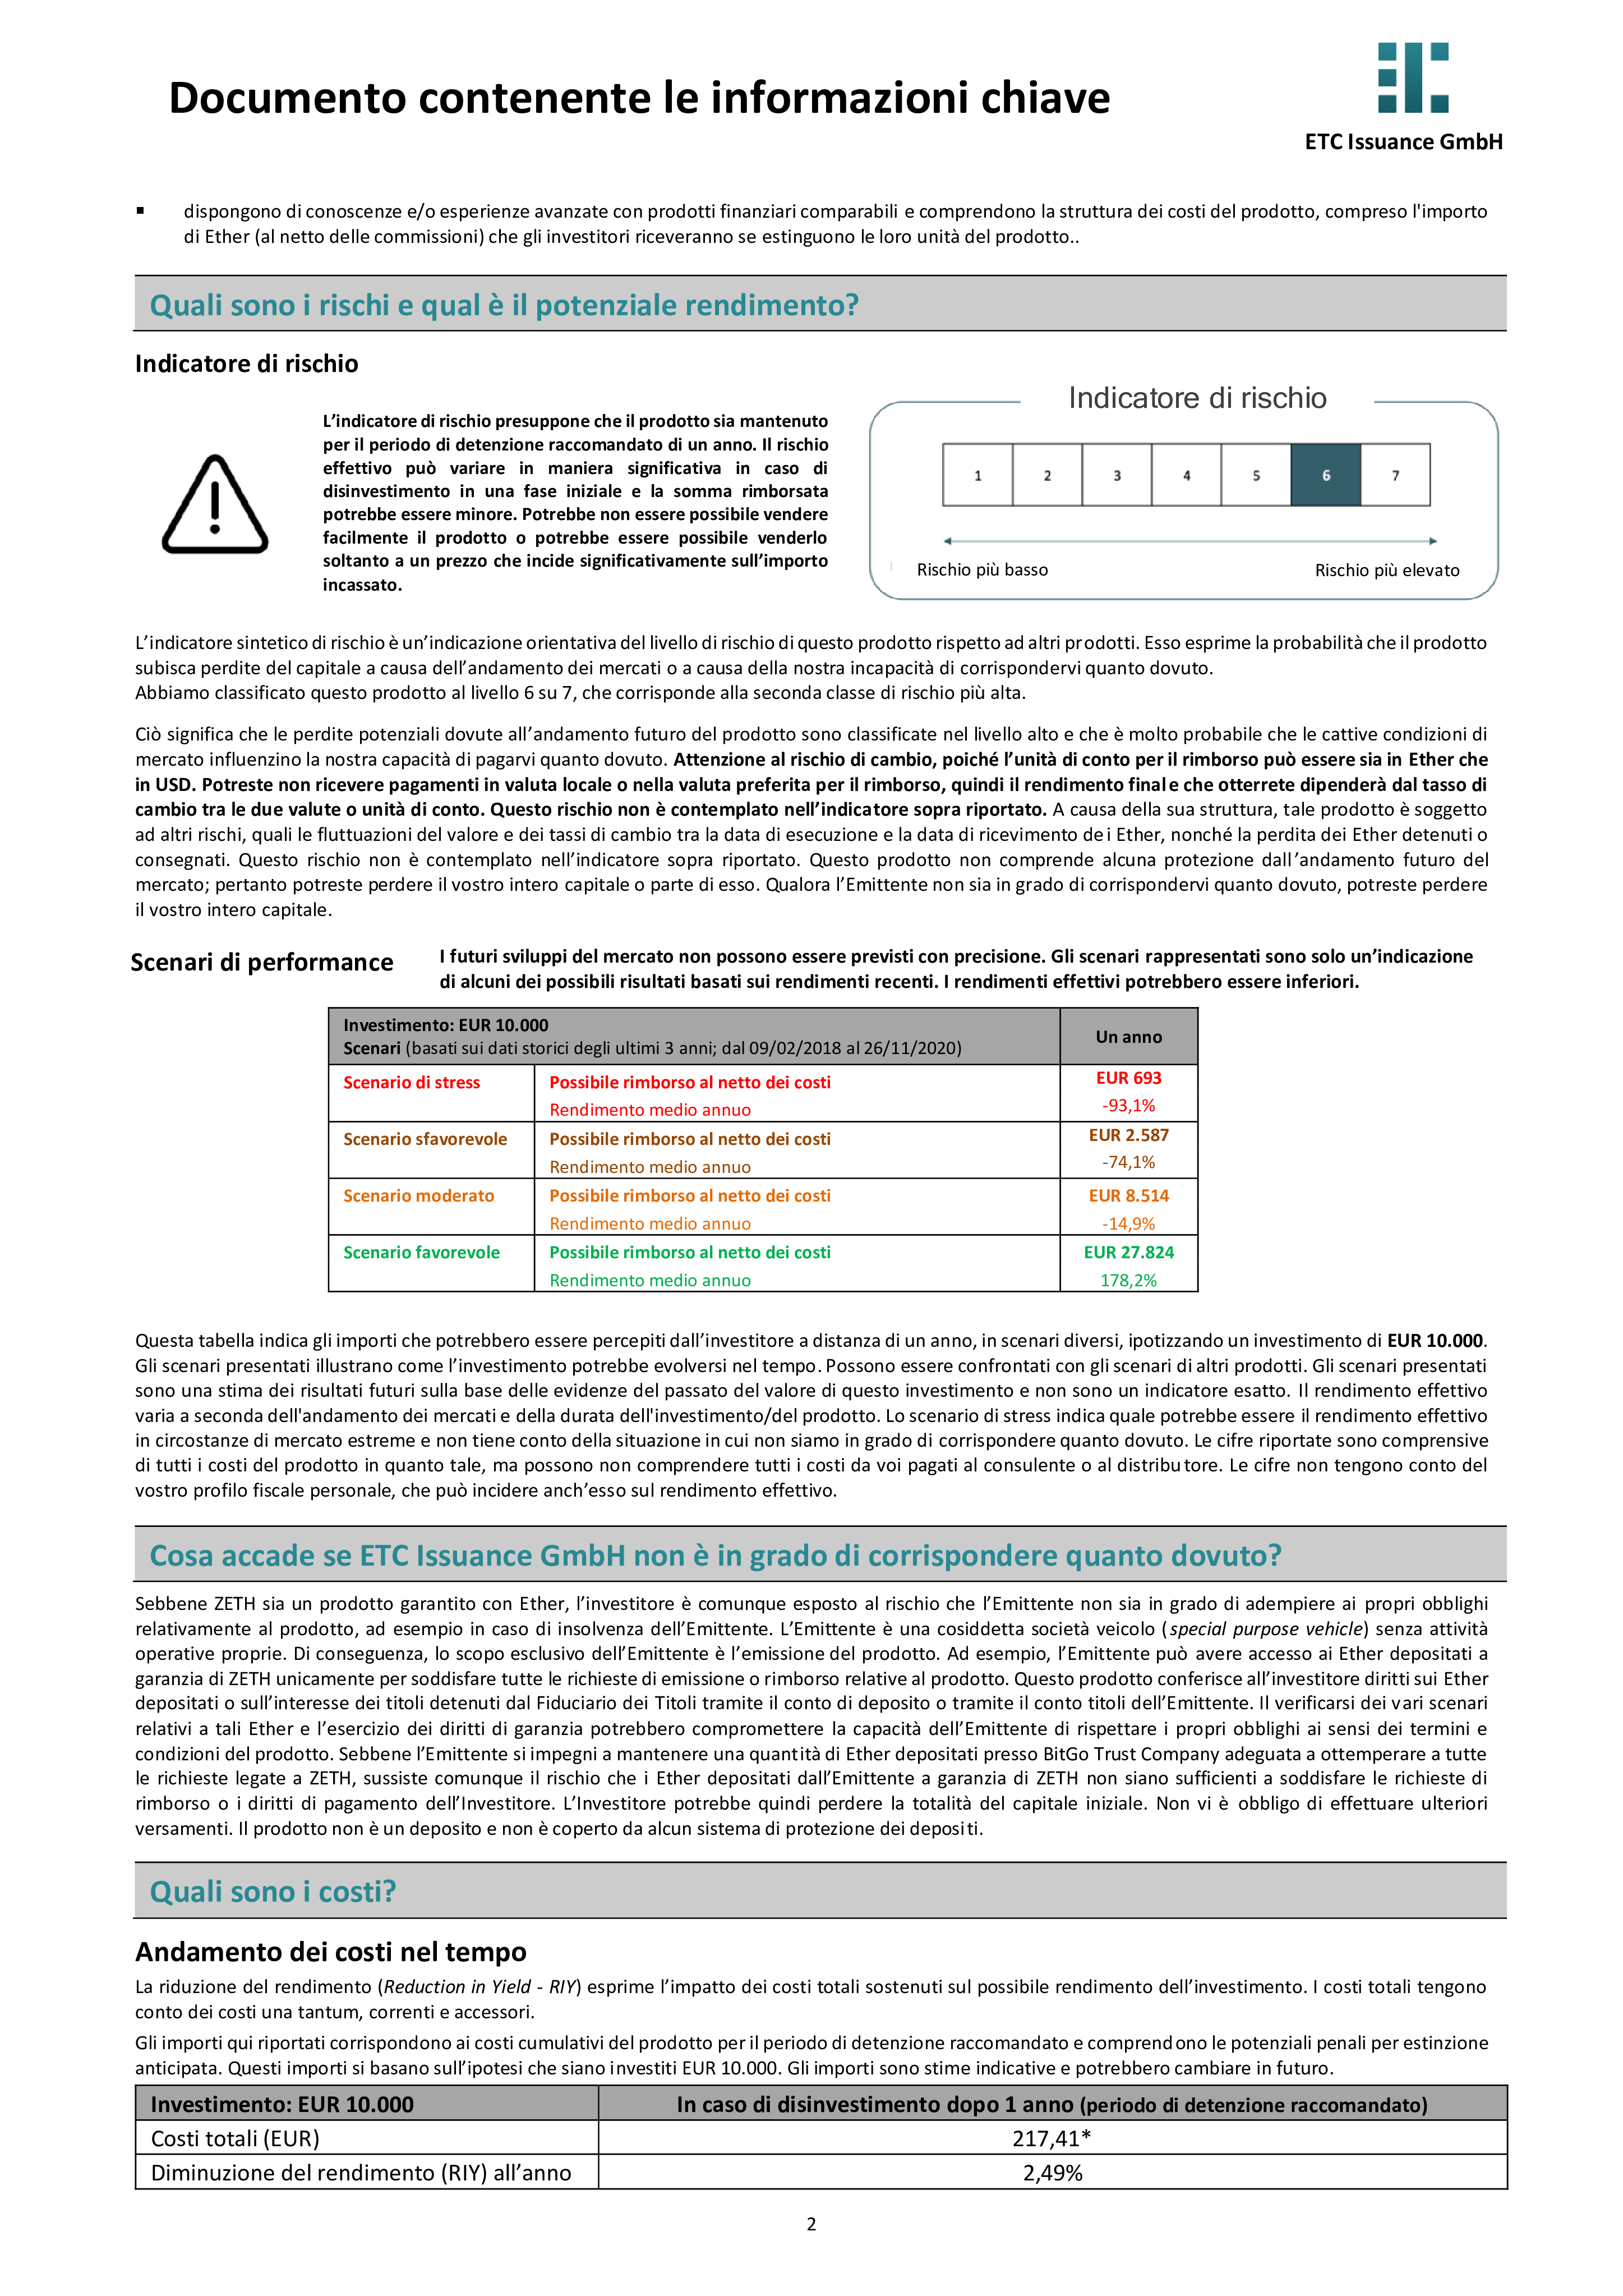 Documento contenente le informazioni chiave
ETC Issuance GmbH
▪ dispongono di conoscenze e/o esperienze avanzate con prodotti finanziari comparabili e comprendono la struttura dei costi del prodotto, compreso l'importo
di Ether (al netto delle commissioni) che gli investitori riceveranno se estinguono le loro unità del prodotto..
Quali sono i rischi e qual è il potenziale rendimento?
Indicatore di rischio
L’indicatore di rischio presuppone che il prodotto sia mantenuto
per il periodo di detenzione raccomandato di un anno. Il rischio
effettivo può variare in maniera significativa in caso di
disinvestimento in una fase iniziale e la somma rimborsata
potrebbe essere minore. Potrebbe non essere possibile vendere
facilmente il prodotto o potrebbe essere possibile venderlo
soltanto a un prezzo che incide significativamente sull’importo
incassato.
Indicatore di rischio
1 2 3 4 5 6 7
Rischio più basso Rischio più elevato
L’indicatore sintetico di rischio è un’indicazione orientativa del livello di rischio di questo prodotto rispetto ad altri prodotti. Esso esprime la probabilità che il prodotto
subisca perdite del capitale a causa dell’andamento dei mercati o a causa della nostra incapacità di corrispondervi quanto dovuto.
Abbiamo classificato questo prodotto al livello 6 su 7, che corrisponde alla seconda classe di rischio più alta.
Ciò significa che le perdite potenziali dovute all’andamento futuro del prodotto sono classificate nel livello alto e che è molto probabile che le cattive condizioni di
mercato influenzino la nostra capacità di pagarvi quanto dovuto. Attenzione al rischio di cambio, poiché l’unità di conto per il rimborso può essere sia in Ether che
in USD. Potreste non ricevere pagamenti in valuta locale o nella valuta preferita per il rimborso, quindi il rendimento finale che otterrete dipenderà dal tasso di
cambio tra le due valute o unità di conto. Questo rischio non è contemplato nell’indicatore sopra riportato. A causa della sua struttura, tale prodotto è soggetto
ad altri rischi, quali le fluttuazioni del valore e dei tassi di cambio tra la data di esecuzione e la data di ricevimento dei Ether, nonché la perdita dei Ether detenuti o
consegnati. Questo rischio non è contemplato nell’indicatore sopra riportato. Questo prodotto non comprende alcuna protezione dall’andamento futuro del
mercato; pertanto potreste perdere il vostro intero capitale o parte di esso. Qualora l’Emittente non sia in grado di corrispondervi quanto dovuto, potreste perdere
il vostro intero capitale.
Scenari di performance
I futuri sviluppi del mercato non possono essere previsti con precisione. Gli scenari rappresentati sono solo un’indicazione
di alcuni dei possibili risultati basati sui rendimenti recenti. I rendimenti effettivi potrebbero essere inferiori.
Investimento: EUR 10.000
Scenari (basati sui dati storici degli ultimi 3 anni; dal 09/02/2018 al 26/11/2020) Un anno
Scenario di stress Possibile rimborso al netto dei costi EUR 693
Rendimento medio annuo -93,1%
Scenario sfavorevole Possibile rimborso al netto dei costi EUR 2.587
Rendimento medio annuo -74,1%
Scenario moderato Possibile rimborso al netto dei costi EUR 8.514
Rendimento medio annuo -14,9%
Scenario favorevole Possibile rimborso al netto dei costi EUR 27.824
Rendimento medio annuo 178,2%
Questa tabella indica gli importi che potrebbero essere percepiti dall’investitore a distanza di un anno, in scenari diversi, ipotizzando un investimento di EUR 10.000.
Gli scenari presentati illustrano come l’investimento potrebbe evolversi nel tempo. Possono essere confrontati con gli scenari di altri prodotti. Gli scenari presentati
sono una stima dei risultati futuri sulla base delle evidenze del passato del valore di questo investimento e non sono un indicatore esatto. Il rendimento effettivo
varia a seconda dell'andamento dei mercati e della durata dell'investimento/del prodotto. Lo scenario di stress indica quale potrebbe essere il rendimento effettivo
in circostanze di mercato estreme e non tiene conto della situazione in cui non siamo in grado di corrispondere quanto dovuto. Le cifre riportate sono comprensive
di tutti i costi del prodotto in quanto tale, ma possono non comprendere tutti i costi da voi pagati al consulente o al distributore. Le cifre non tengono conto del
vostro profilo fiscale personale, che può incidere anch’esso sul rendimento effettivo.
Cosa accade se ETC Issuance GmbH non è in grado di corrispondere quanto dovuto?
Sebbene ZETH sia un prodotto garantito con Ether, l’investitore è comunque esposto al rischio che l’Emittente non sia in grado di adempiere ai propri obblighi
relativamente al prodotto, ad esempio in caso di insolvenza dell’Emittente. L’Emittente è una cosiddetta società veicolo (special purpose vehicle) senza attività
operative proprie. Di conseguenza, lo scopo esclusivo dell’Emittente è l’emissione del prodotto. Ad esempio, l’Emittente può avere accesso ai Ether depositati a
garanzia di ZETH unicamente per soddisfare tutte le richieste di emissione o rimborso relative al prodotto. Questo prodotto conferisce all’investitore diritti sui Ether
depositati o sull’interesse dei titoli detenuti dal Fiduciario dei Titoli tramite il conto di deposito o tramite il conto titoli dell’Emittente. Il verificarsi dei vari scenari
relativi a tali Ether e l’esercizio dei diritti di garanzia potrebbero compromettere la capacità dell’Emittente di rispettare i propri obblighi ai sensi dei termini e
condizioni del prodotto. Sebbene l’Emittente si impegni a mantenere una quantità di Ether depositati presso BitGo Trust Company adeguata a ottemperare a tutte
le richieste legate a ZETH, sussiste comunque il rischio che i Ether depositati dall’Emittente a garanzia di ZETH non siano sufficienti a soddisfare le richieste di
rimborso o i diritti di pagamento dell’Investitore. L’Investitore potrebbe quindi perdere la totalità del capitale iniziale. Non vi è obbligo di effettuare ulteriori
versamenti. Il prodotto non è un deposito e non è coperto da alcun sistema di protezione dei depositi.
Quali sono i costi?
Andamento dei costi nel tempo
La riduzione del rendimento (Reduction in Yield - RIY) esprime l’impatto dei costi totali sostenuti sul possibile rendimento dell’investimento. I costi totali tengono
conto dei costi una tantum, correnti e accessori.
Gli importi qui riportati corrispondono ai costi cumulativi del prodotto per il periodo di detenzione raccomandato e comprendono le potenziali penali per estinzione
anticipata. Questi importi si basano sull’ipotesi che siano investiti EUR 10.000. Gli importi sono stime indicative e potrebbero cambiare in futuro.
Investimento: EUR 10.000 In caso di disinvestimento dopo 1 anno (periodo di detenzione raccomandato)
Costi totali (EUR) 217,41*
Diminuzione del rendimento (RIY) all’anno 2,49%
2